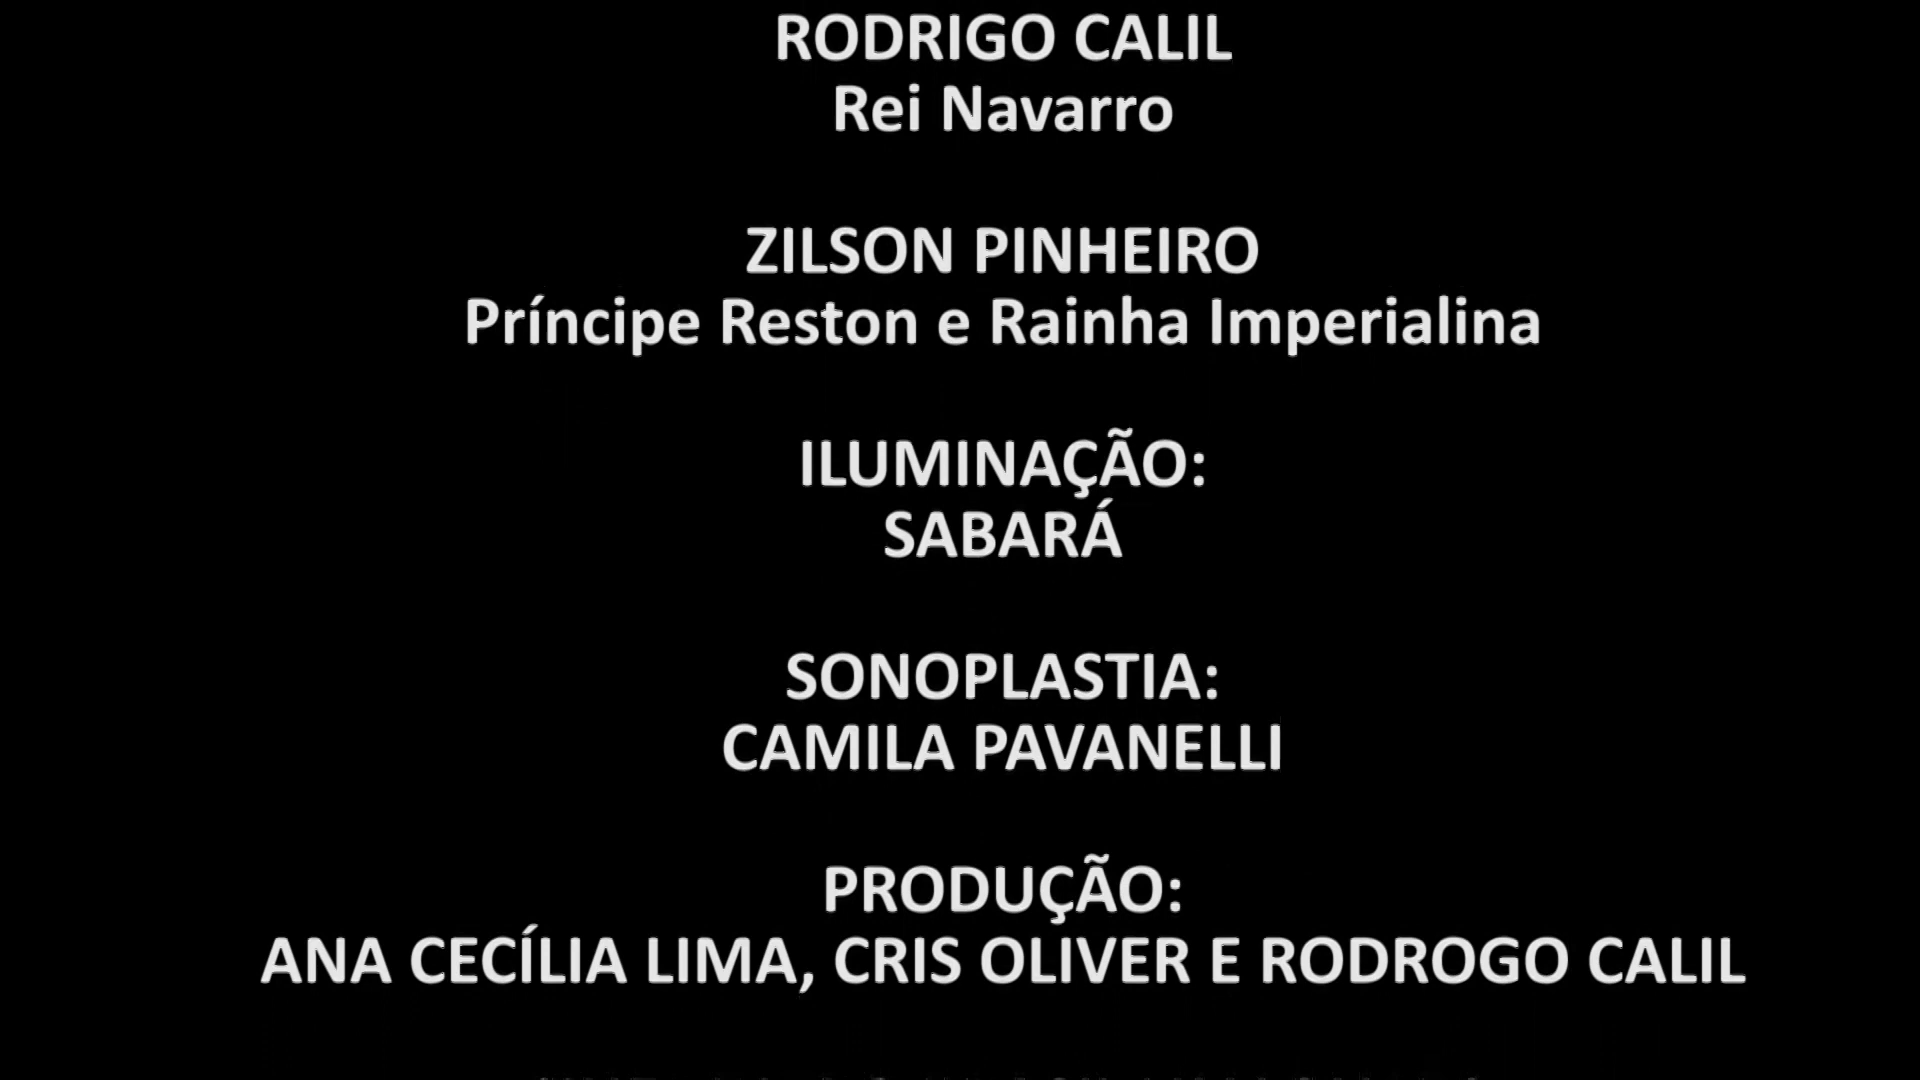 RODRIGO CALIL
Rei Navarro
ZILSON PINHEIRO
Príncipe Reston e Rainha Imperialina
ILUMINAÇÃO:
SABARÁ
SONOPLASTIA:
CAMILA PAVANELLI
PRODUÇÃO:
ANA CECÍLIA LIMA, CRIS OLIVER E RODROGO CALIL